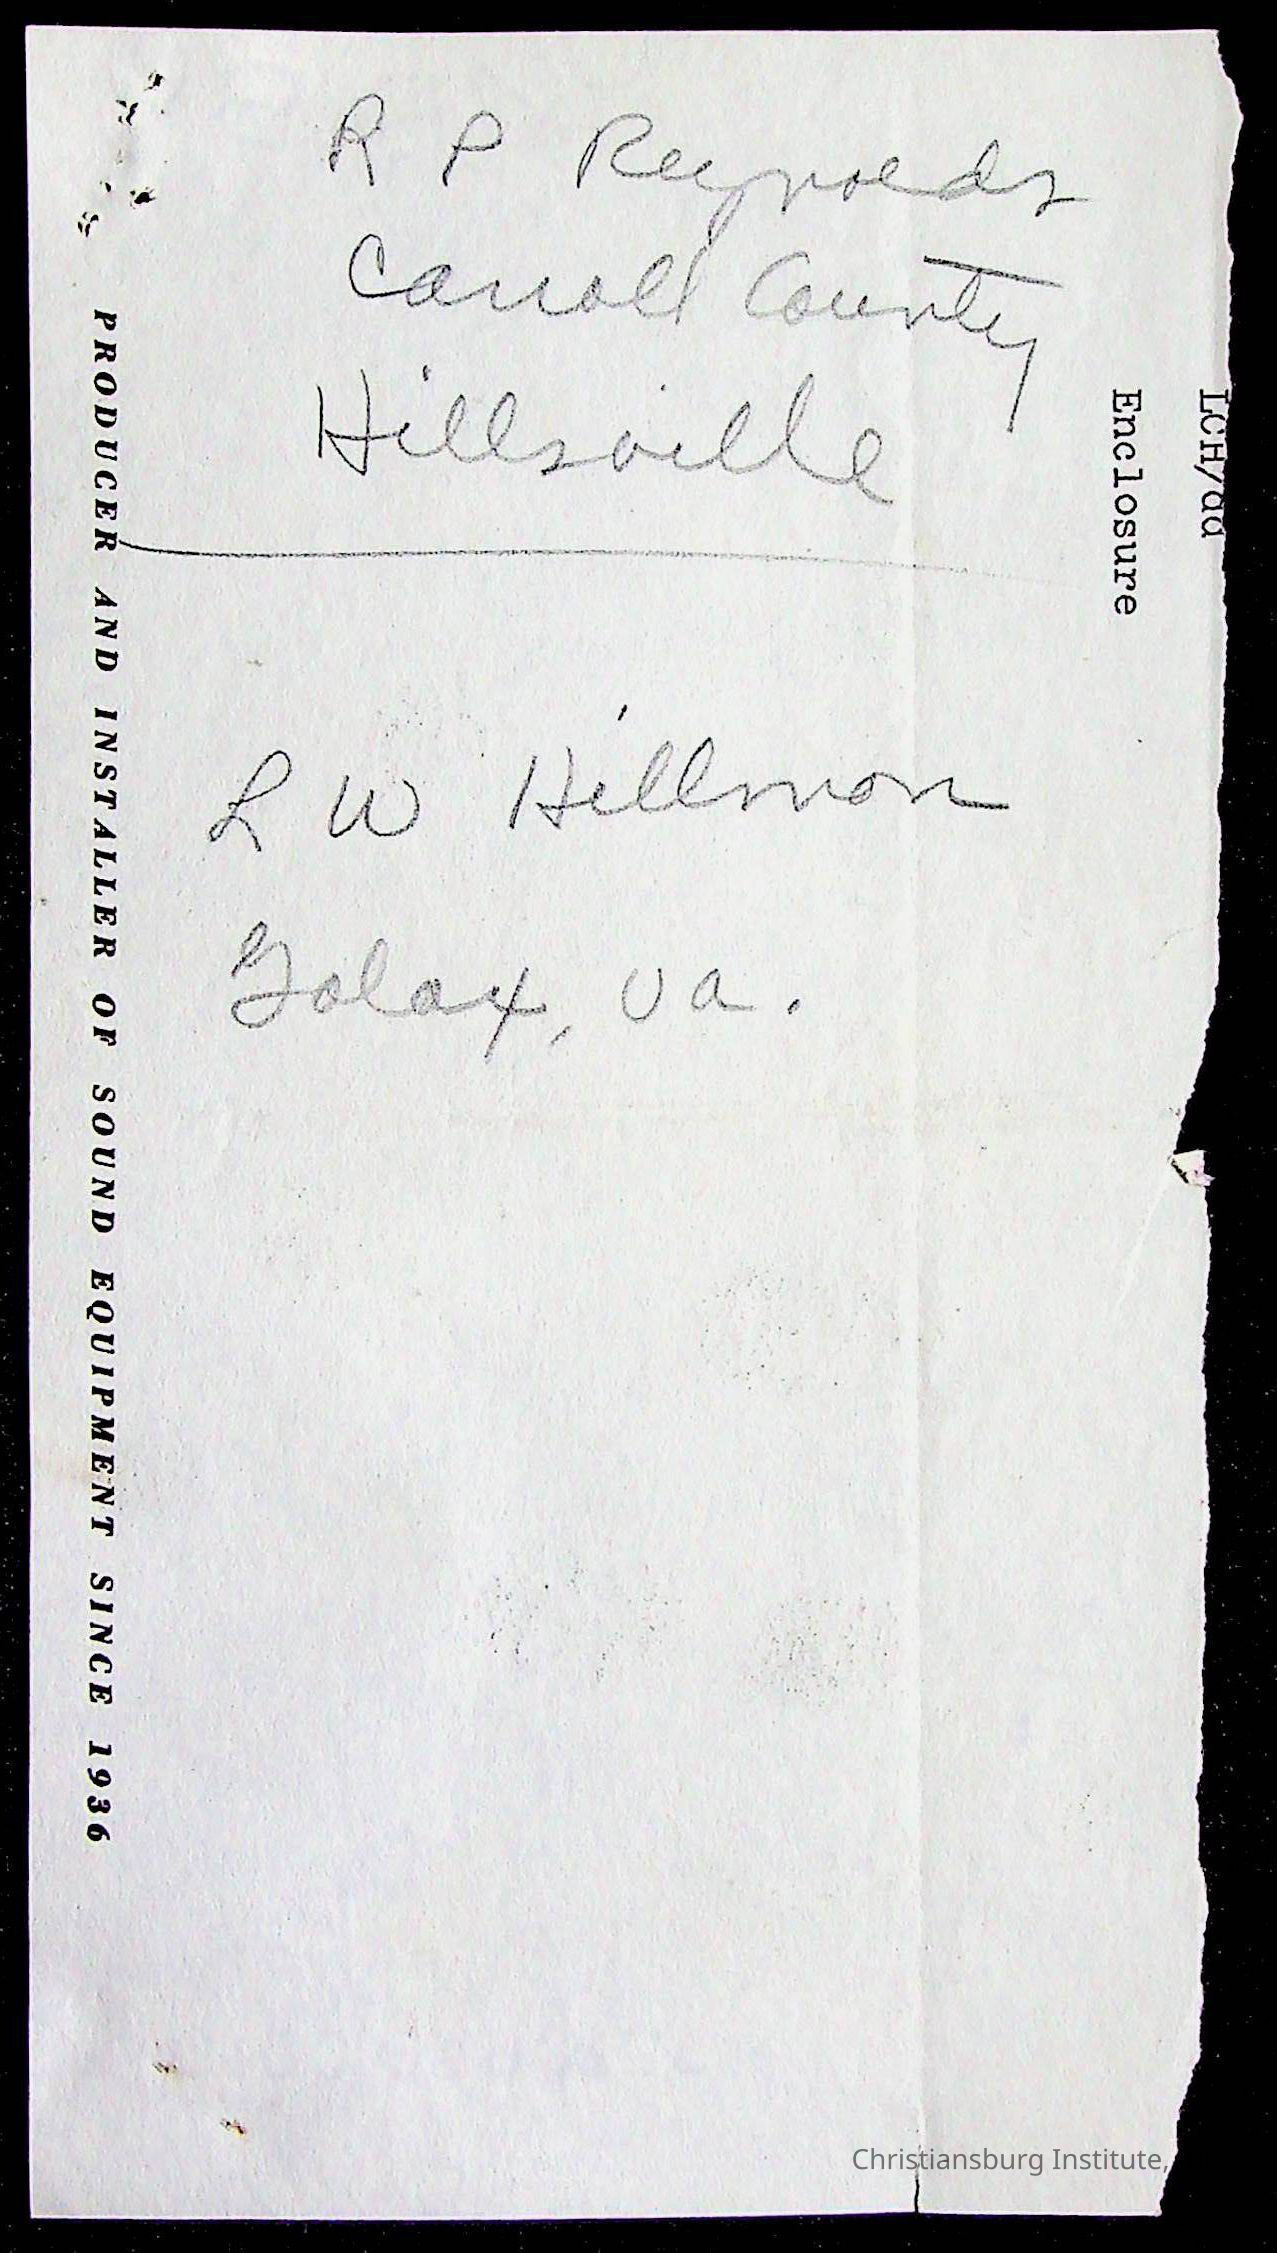 R P Reynolds
Carroll County
Hillsville
L W Hillmon
Galax, Va.
LCH/dd
Enclosure
PRODUCER AND INSTALLER OF SOUND EQUIPMENT SINCE 1936
Christiansburg Institute,